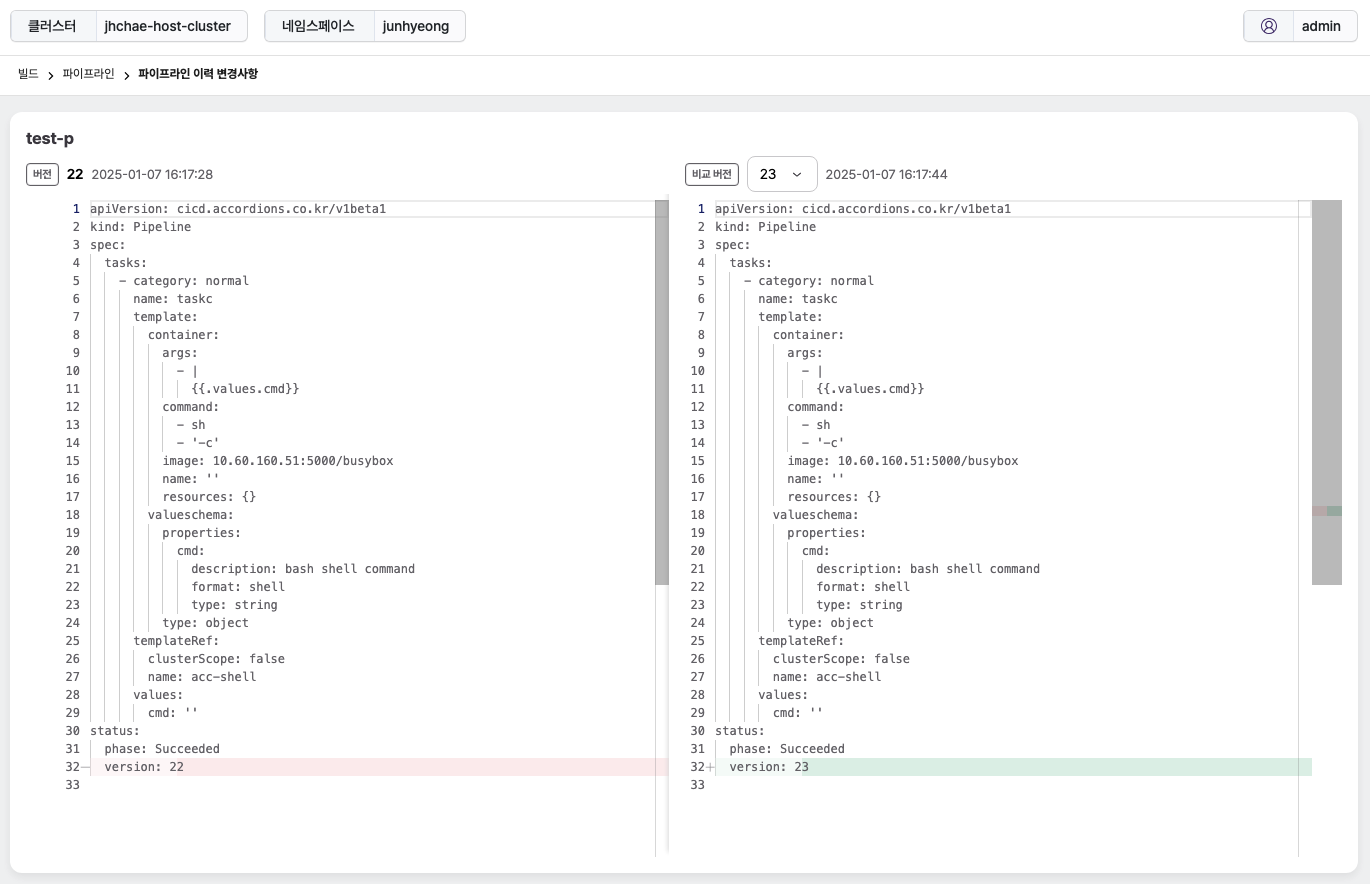 클러스터 jhchae-host-cluster 네임스페이스 junhyeong admin
빌드 > 파이프라인 > 파이프라인 이력 변경사항
test-p
버전 22 2025-01-07 16:17:28
1 apiVersion: cicd.accordions.co.kr/v1beta1
2 kind: Pipeline
3 spec:
4   tasks:
5     - category: normal
6       name: taskc
7       template:
8         container:
9           args:
10             - |
11               {{.values.cmd}}
12           command:
13             - sh
14             - '-c'
15           image: 10.60.160.51:5000/busybox
16           name: ''
17           resources: {}
18         valueschema:
19           properties:
20             cmd:
21               description: bash shell command
22               format: shell
23               type: string
24           type: object
25       templateRef:
26         clusterScope: false
27         name: acc-shell
28       values:
29         cmd: ''
30 status:
31   phase: Succeeded
32— version: 22
33
비교 버전 23 2025-01-07 16:17:44
1 apiVersion: cicd.accordions.co.kr/v1beta1
2 kind: Pipeline
3 spec:
4   tasks:
5     - category: normal
6       name: taskc
7       template:
8         container:
9           args:
10             - |
11               {{.values.cmd}}
12           command:
13             - sh
14             - '-c'
15           image: 10.60.160.51:5000/busybox
16           name: ''
17           resources: {}
18         valueschema:
19           properties:
20             cmd:
21               description: bash shell command
22               format: shell
23               type: string
24           type: object
25       templateRef:
26         clusterScope: false
27         name: acc-shell
28       values:
29         cmd: ''
30 status:
31   phase: Succeeded
32+ version: 23
33